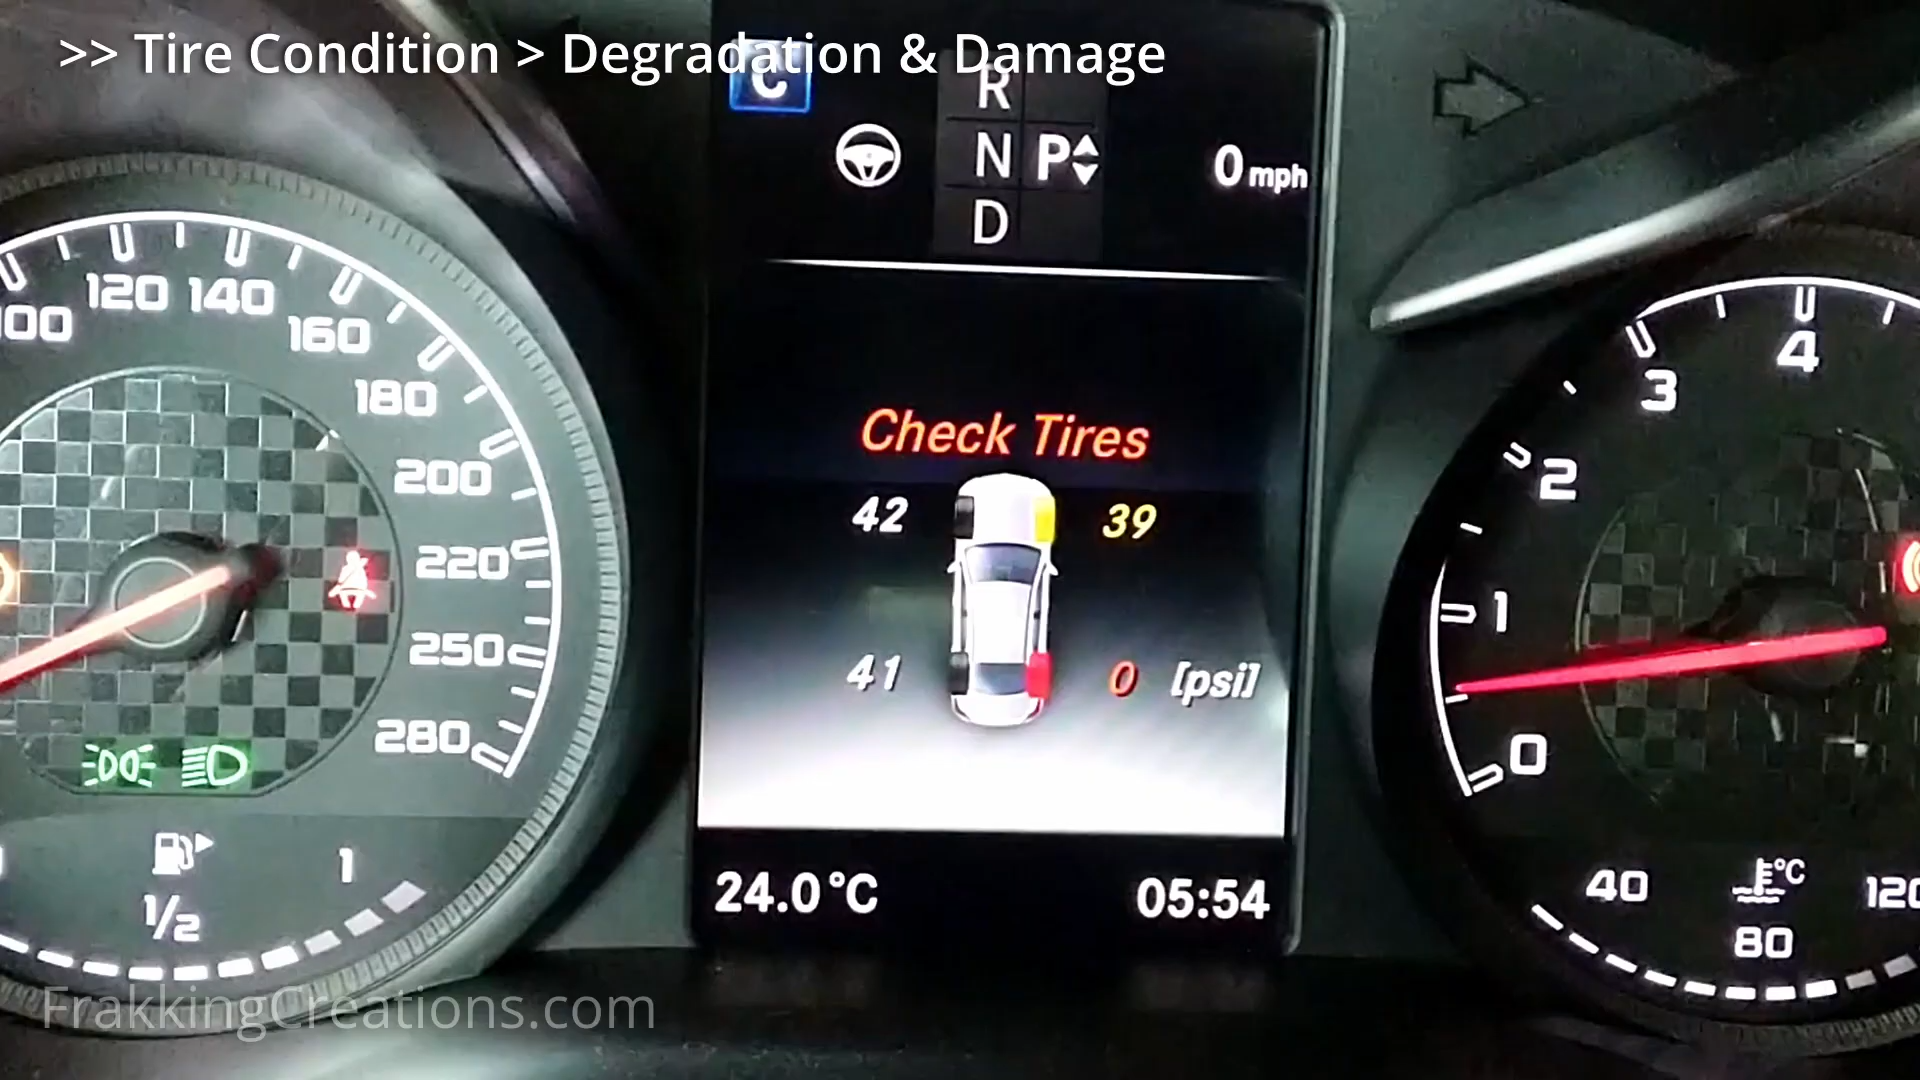 >> Tire Condition > Degradation & Damage
C
R
N P
D
0 mph
100 120 140 160 180 200 220 250 280
Check Tires
42 39
41 0 [psi]
24.0°C 05:54
1/2 1
0 1 2 3 4
40 80 120
°C
FrakkingCreations.com